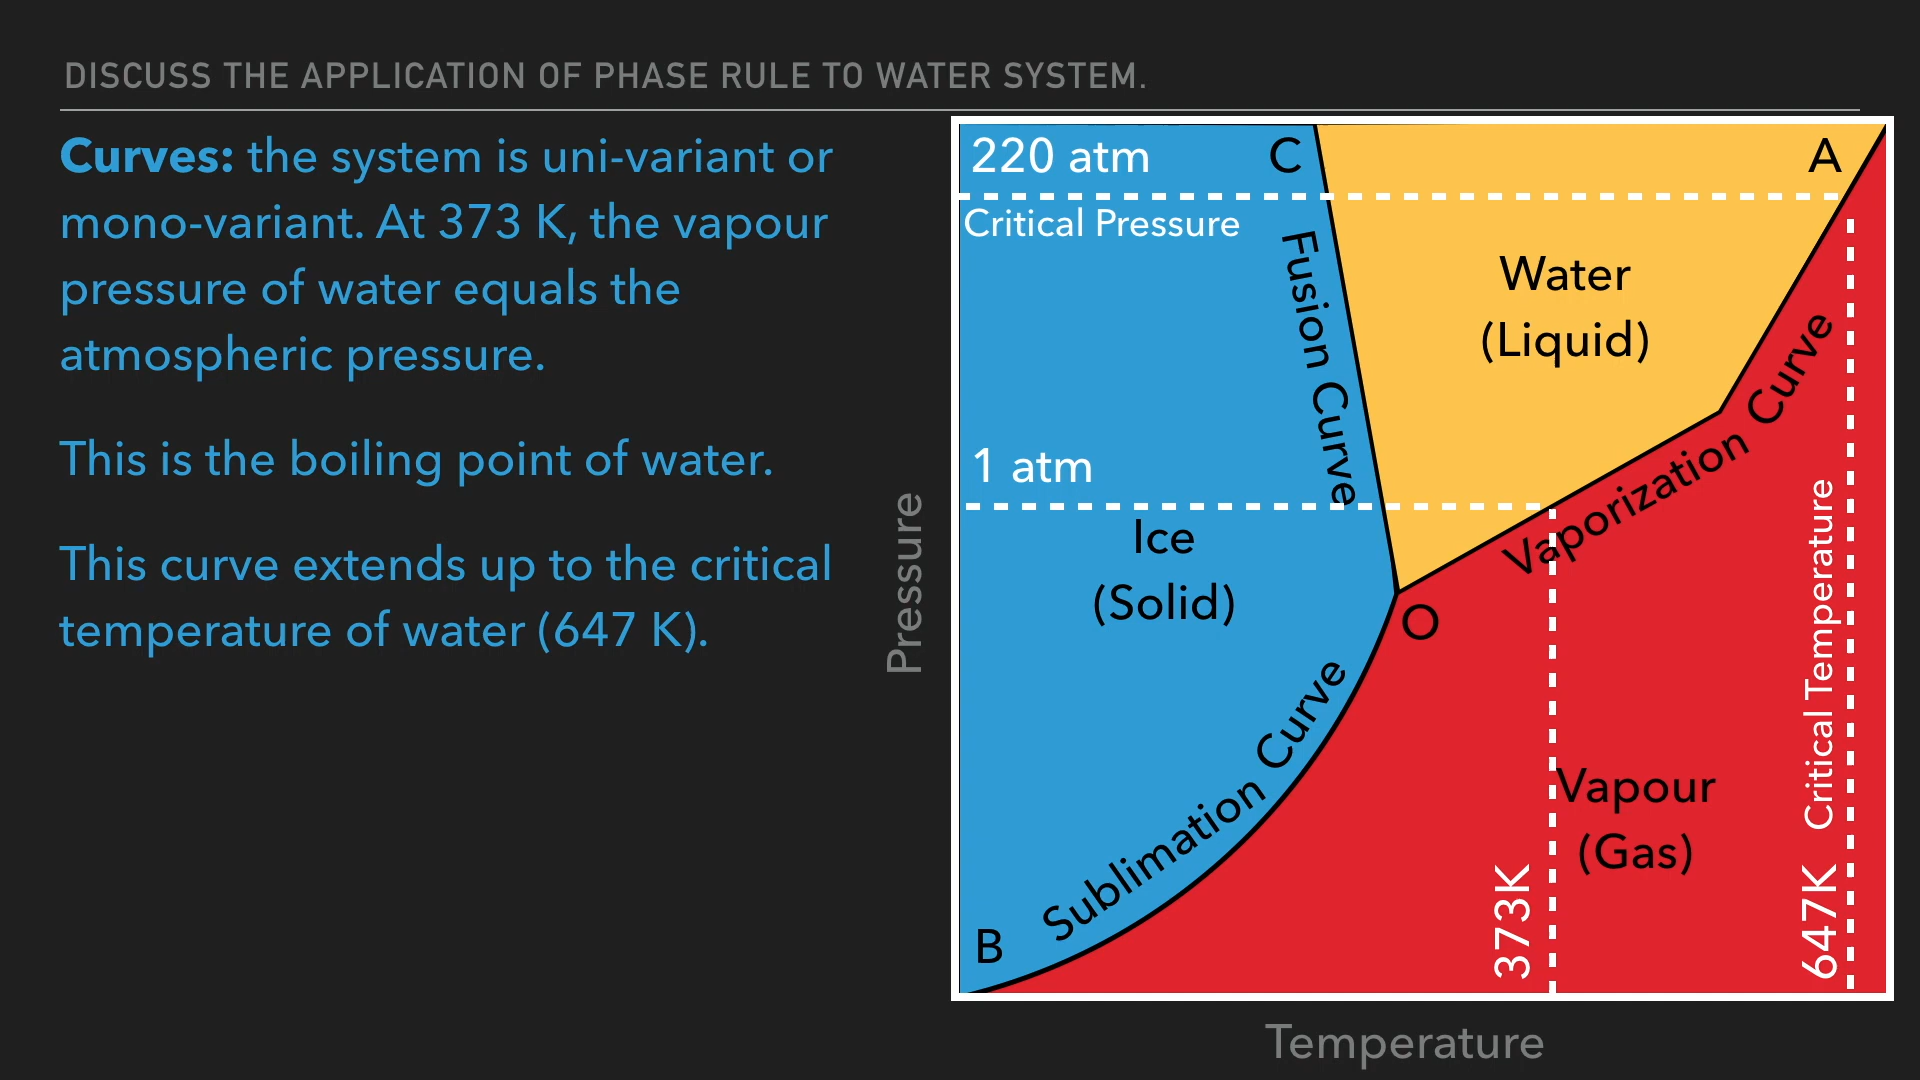 DISCUSS THE APPLICATION OF PHASE RULE TO WATER SYSTEM.
Curves: the system is uni-variant or
mono-variant. At 373 K, the vapour
pressure of water equals the
atmospheric pressure.
This is the boiling point of water.
This curve extends up to the critical
temperature of water (647 K).
220 atm
C
A
Critical Pressure
Fusion Curve
Water
(Liquid)
1 atm
Ice
(Solid)
O
Vaporization Curve
Sublimation Curve
B
Vapour
(Gas)
373K
647K
Critical Temperature
Pressure
Temperature